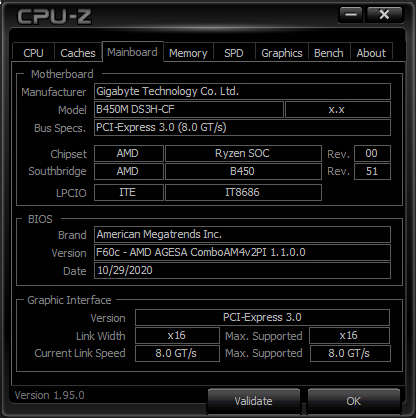 CPU-Z
CPU Caches Mainboard Memory SPD Graphics Bench About
Motherboard
Manufacturer Gigabyte Technology Co. Ltd.
Model B450M DS3H-CF x.x
Bus Specs. PCI-Express 3.0 (8.0 GT/s)
Chipset AMD Ryzen SOC Rev. 00
Southbridge AMD B450 Rev. 51
LPCIO ITE IT8686
BIOS
Brand American Megatrends Inc.
Version F60c - AMD AGESA ComboAM4v2PI 1.1.0.0
Date 10/29/2020
Graphic Interface
Version PCI-Express 3.0
Link Width x16 Max. Supported x16
Current Link Speed 8.0 GT/s Max. Supported 8.0 GT/s
Version 1.95.0 Validate OK